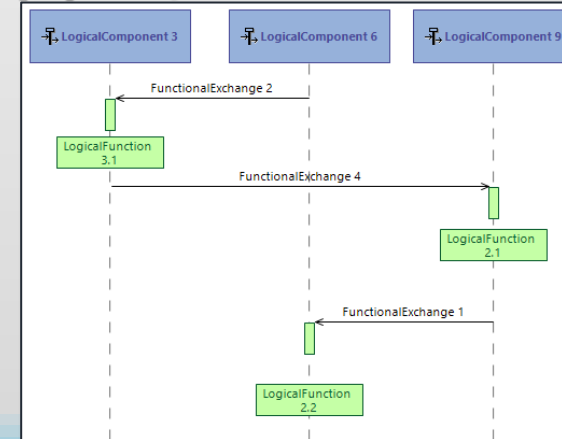 LogicalComponent 3
LogicalComponent 6
LogicalComponent 9
FunctionalExchange 2
LogicalFunction
3.1
FunctionalExchange 4
LogicalFunction
2.1
FunctionalExchange 1
LogicalFunction
2.2